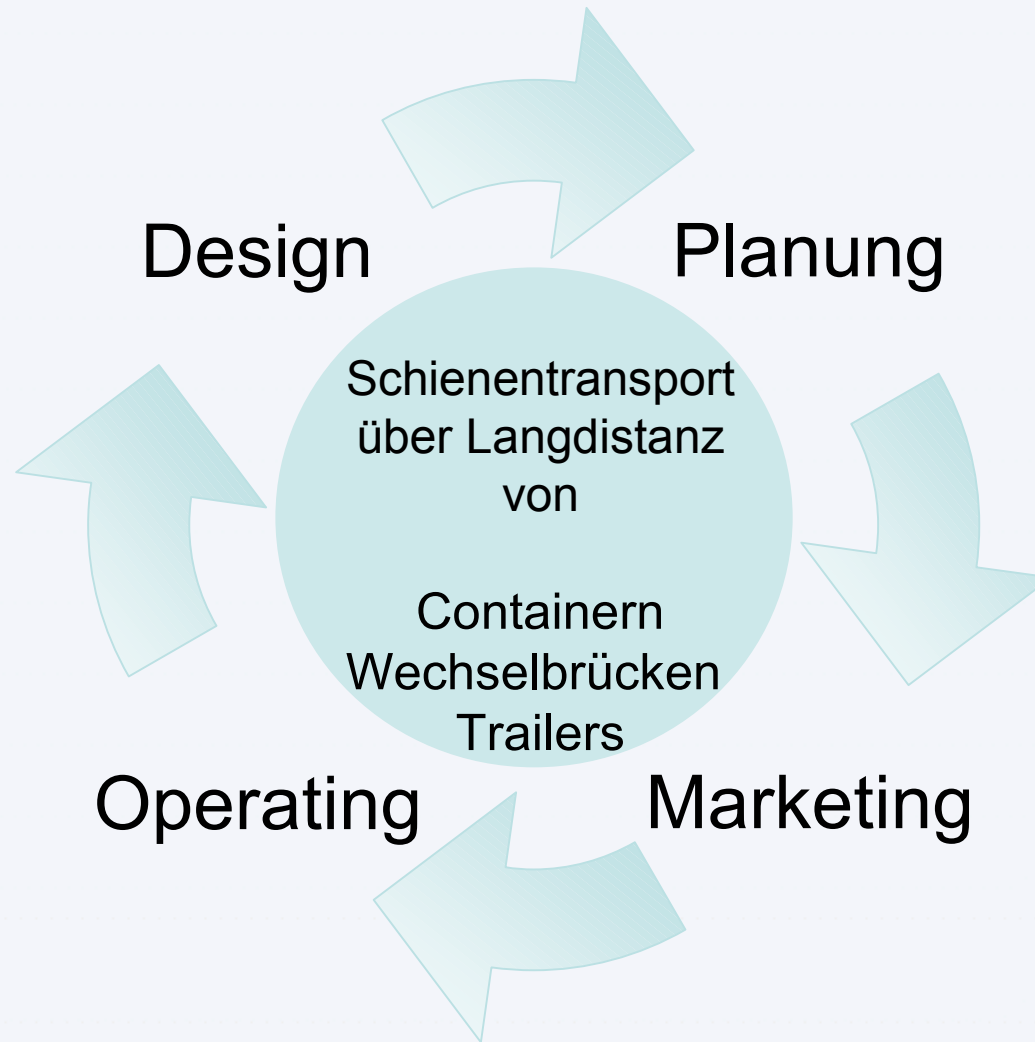 Design
Planung
Schienentransport
über Langdistanz
von
Containern
Wechselbrücken
Trailers
Operating
Marketing